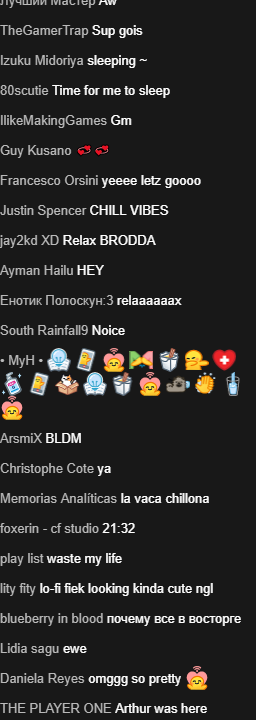 Лучший Мастер Aw
TheGamerTrap Sup gois
Izuku Midoriya sleeping ~
80scutie Time for me to sleep
IlikeMakingGames Gm
Guy Kusano
Francesco Orsini yeeee letz goooo
Justin Spencer CHILL VIBES
jay2kd XD Relax BRODDA
Ayman Hailu HEY
Енотик Полоскун:3 relaaaaaax
South Rainfall9 Noice
• MyH •
ArsmiX BLDM
Christophe Cote ya
Memorias Analíticas la vaca chillona
foxerin - cf studio 21:32
play list waste my life
lity fity lo-fi fiek looking kinda cute ngl
blueberry in blood почему все в восторге
Lidia sagu ewe
Daniela Reyes omggg so pretty
THE PLAYER ONE Arthur was here